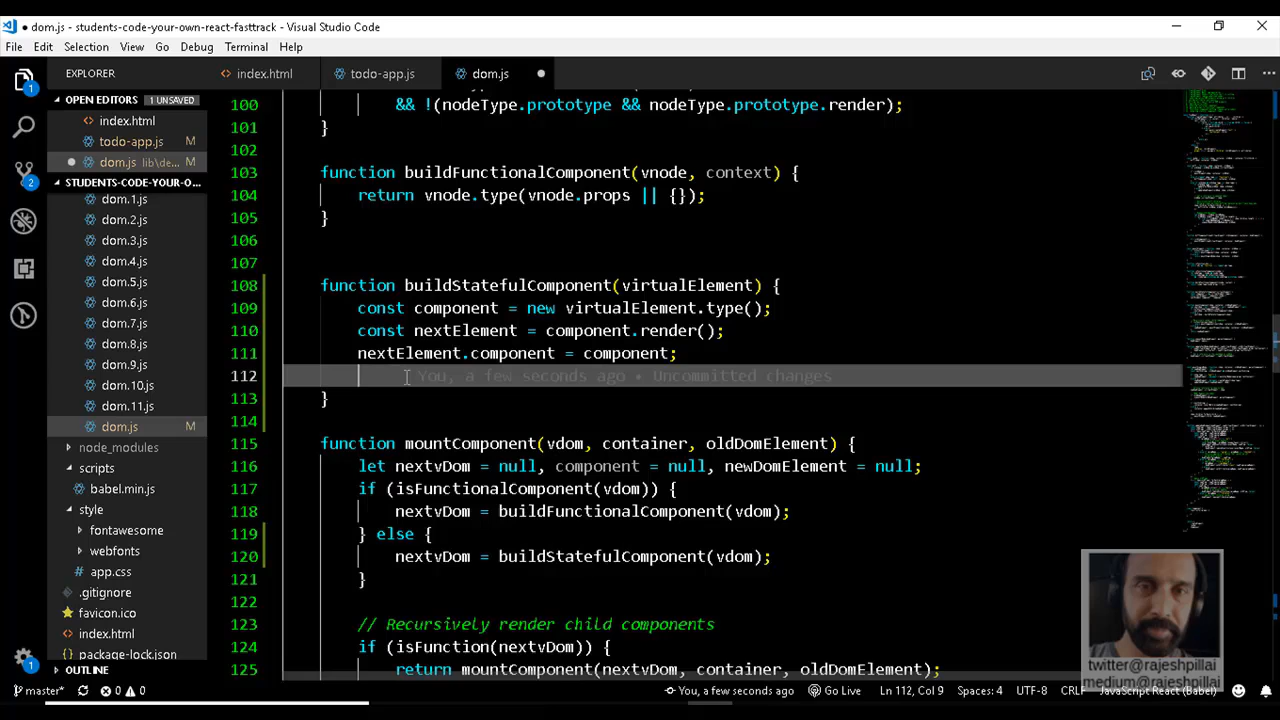 dom.js - students-code-your-own-react-fasttrack - Visual Studio Code
File Edit Selection View Go Debug Terminal Help
EXPLORER
index.html
todo-app.js
dom.js
OPEN EDITORS 1 UNSAVED
index.html
todo-app.js M
dom.js lib\de... M
STUDENTS-CODE-YOUR-O...
dom.1.js
dom.2.js
dom.3.js
dom.4.js
dom.5.js
dom.6.js
dom.7.js
dom.8.js
dom.9.js
dom.10.js
dom.11.js
dom.js M
node_modules
scripts
babel.min.js
style
fontawesome
webfonts
app.css
.gitignore
favicon.ico
index.html
package-lock.json
OUTLINE
100 && !(nodeType.prototype && nodeType.prototype.render);
101 }
102
103 function buildFunctionalComponent(vnode, context) {
104 return vnode.type(vnode.props || {});
105 }
106
107
108 function buildStatefulComponent(virtualElement) {
109 const component = new virtualElement.type();
110 const nextElement = component.render();
111 nextElement.component = component;
112 You, a few seconds ago • Uncommitted changes
113 }
114
115 function mountComponent(vdom, container, oldDomElement) {
116 let nextvDom = null, component = null, newDomElement = null;
117 if (isFunctionalComponent(vdom)) {
118 nextvDom = buildFunctionalComponent(vdom);
119 } else {
120 nextvDom = buildStatefulComponent(vdom);
121 }
122
123 // Recursively render child components
124 if (isFunction(nextvDom)) {
125 return mountComponent(nextvDom, container, oldDomElement);
twitter@rajeshpillai
medium@rajeshpillai
1
2
1
master* 0 0 You, a few seconds ago Go Live Ln 112, Col 9 Spaces: 4 UTF-8 CRLF JavaScript React (Babel)